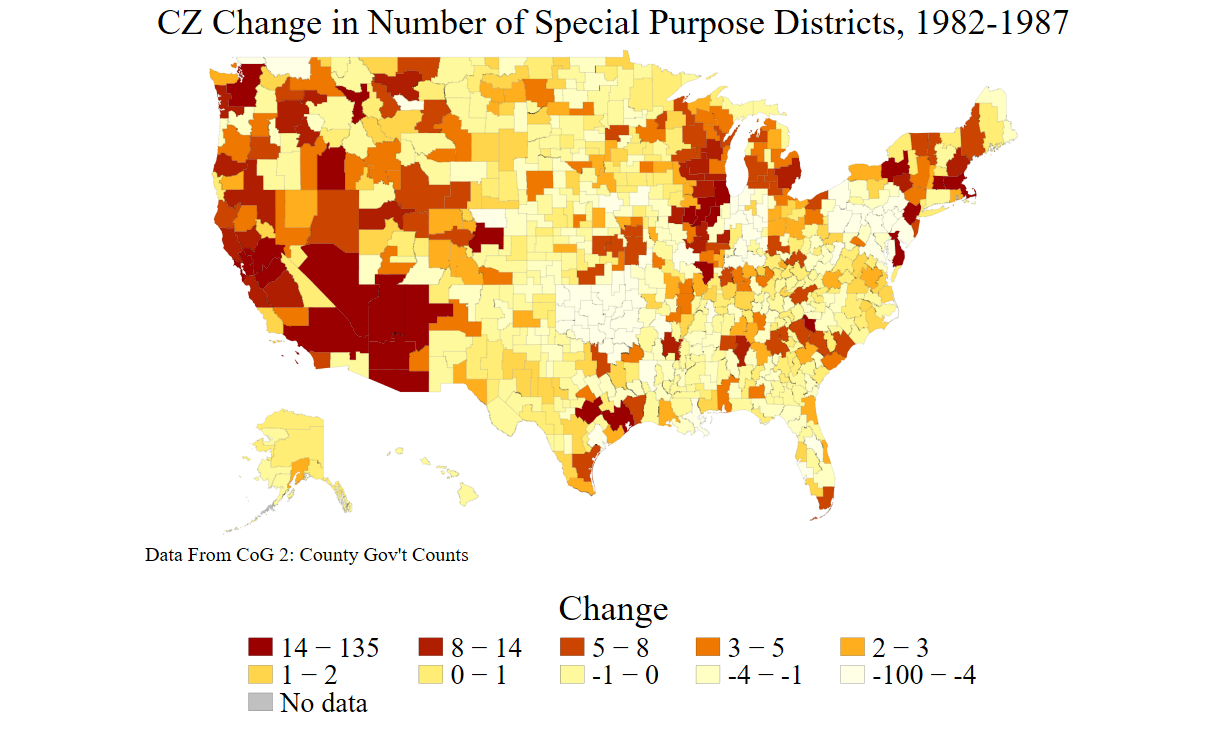 CZ Change in Number of Special Purpose Districts, 1982-1987
Data From CoG 2: County Gov't Counts
Change
14 − 135 8 − 14 5 − 8 3 − 5 2 − 3
1 − 2 0 − 1 -1 − 0 -4 − -1 -100 − -4
No data